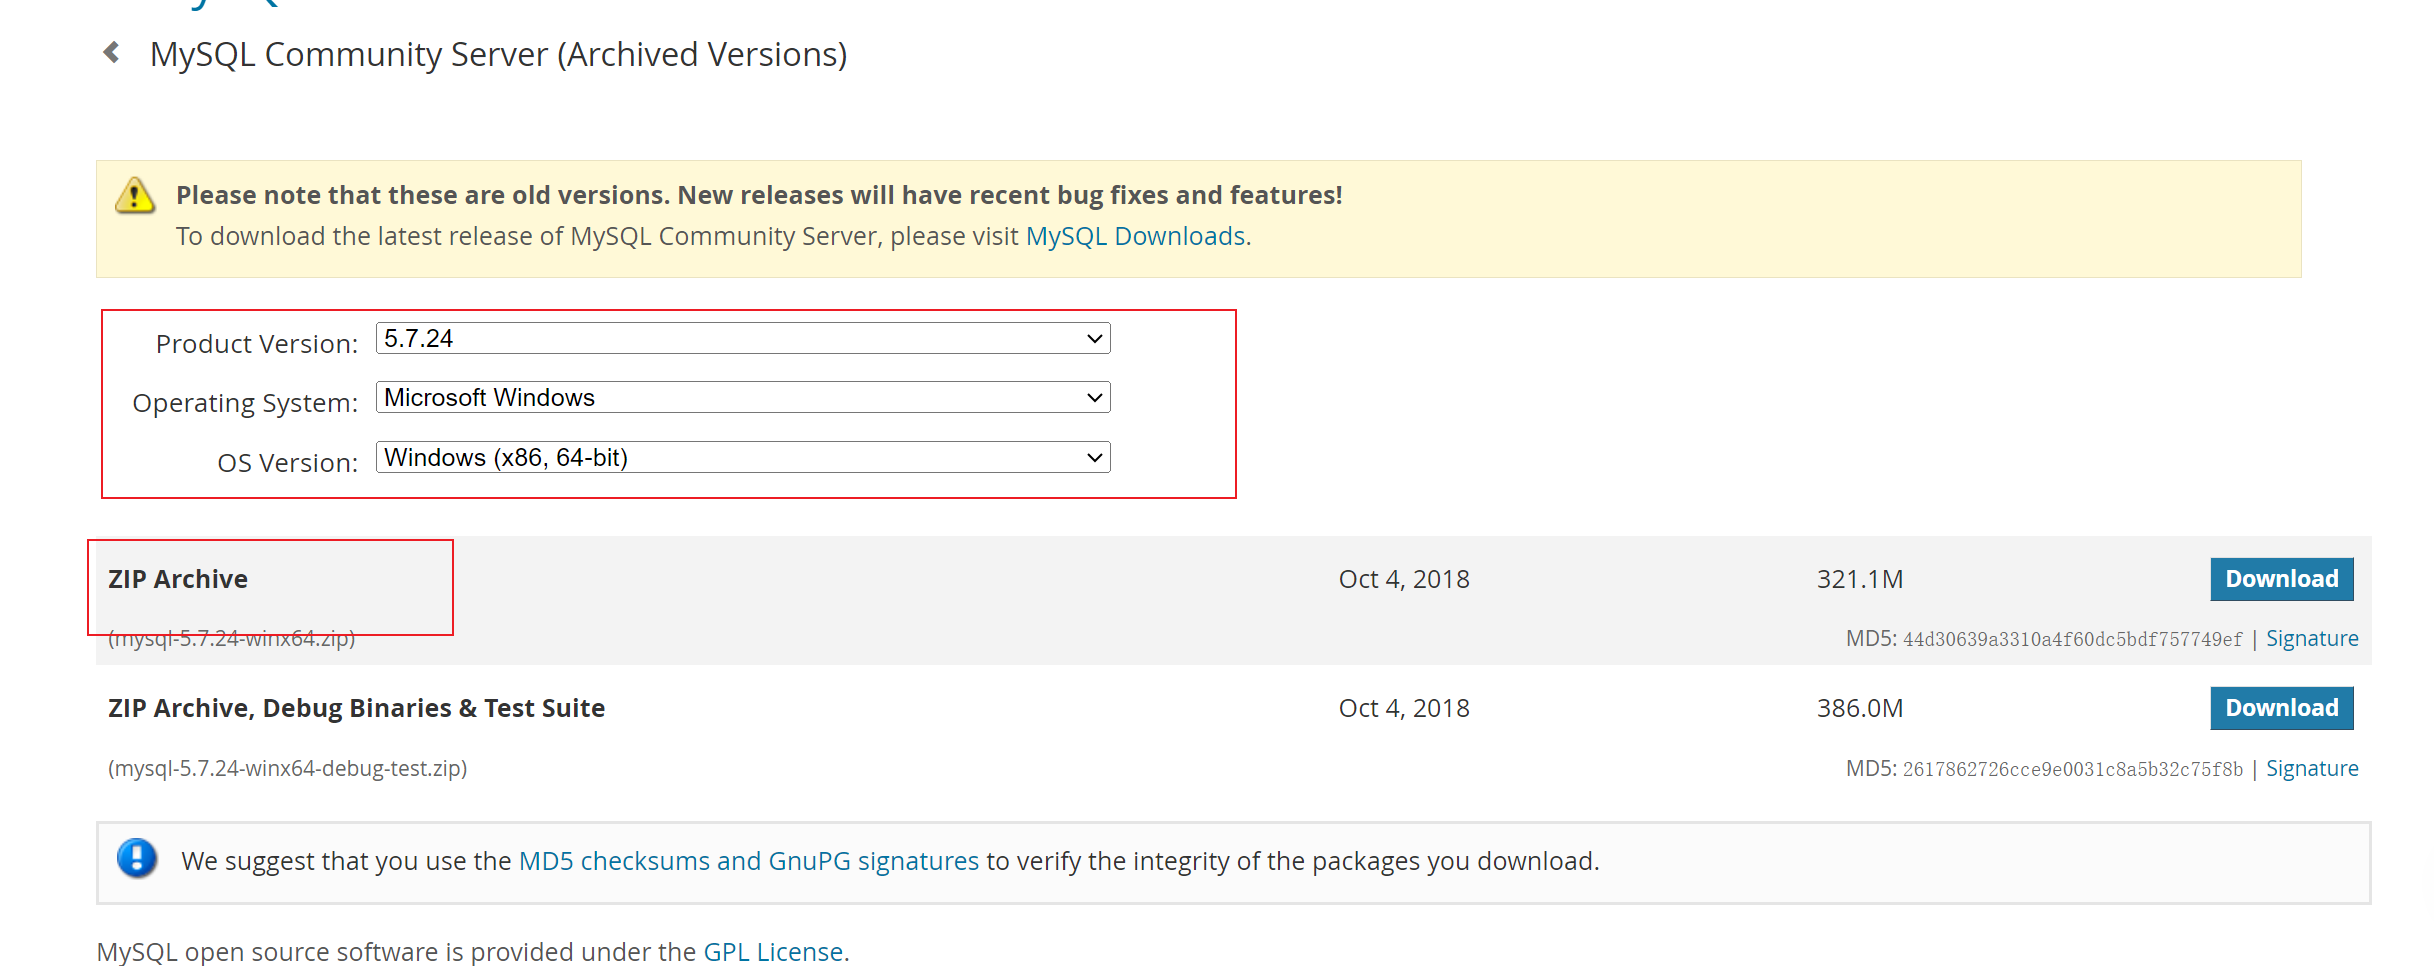 MySQL Community Server (Archived Versions)
Please note that these are old versions. New releases will have recent bug fixes and features!
To download the latest release of MySQL Community Server, please visit MySQL Downloads.
Product Version: 5.7.24
Operating System: Microsoft Windows
OS Version: Windows (x86, 64-bit)
ZIP Archive Oct 4, 2018 321.1M Download
(mysql-5.7.24-winx64.zip) MD5: 44d30639a3310a4f60dc5bdf757749ef | Signature
ZIP Archive, Debug Binaries & Test Suite Oct 4, 2018 386.0M Download
(mysql-5.7.24-winx64-debug-test.zip) MD5: 2617862726cce9e0031c8a5b32c75f8b | Signature
We suggest that you use the MD5 checksums and GnuPG signatures to verify the integrity of the packages you download.
MySQL open source software is provided under the GPL License.